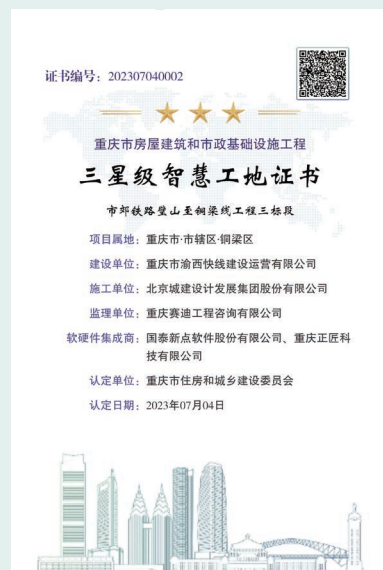 证书编号：202307040002
重庆市房屋建筑和市政基础设施工程
三星级智慧工地证书
市郊铁路璧山至铜梁线工程三标段
项目属地：重庆市·市辖区·铜梁区
建设单位：重庆市渝西快线建设运营有限公司
施工单位：北京城建设计发展集团股份有限公司
监理单位：重庆赛迪工程咨询有限公司
软硬件集成商：国泰新点软件股份有限公司、重庆正匠科
技有限公司
认定单位：重庆市住房和城乡建设委员会
认定日期：2023年07月04日